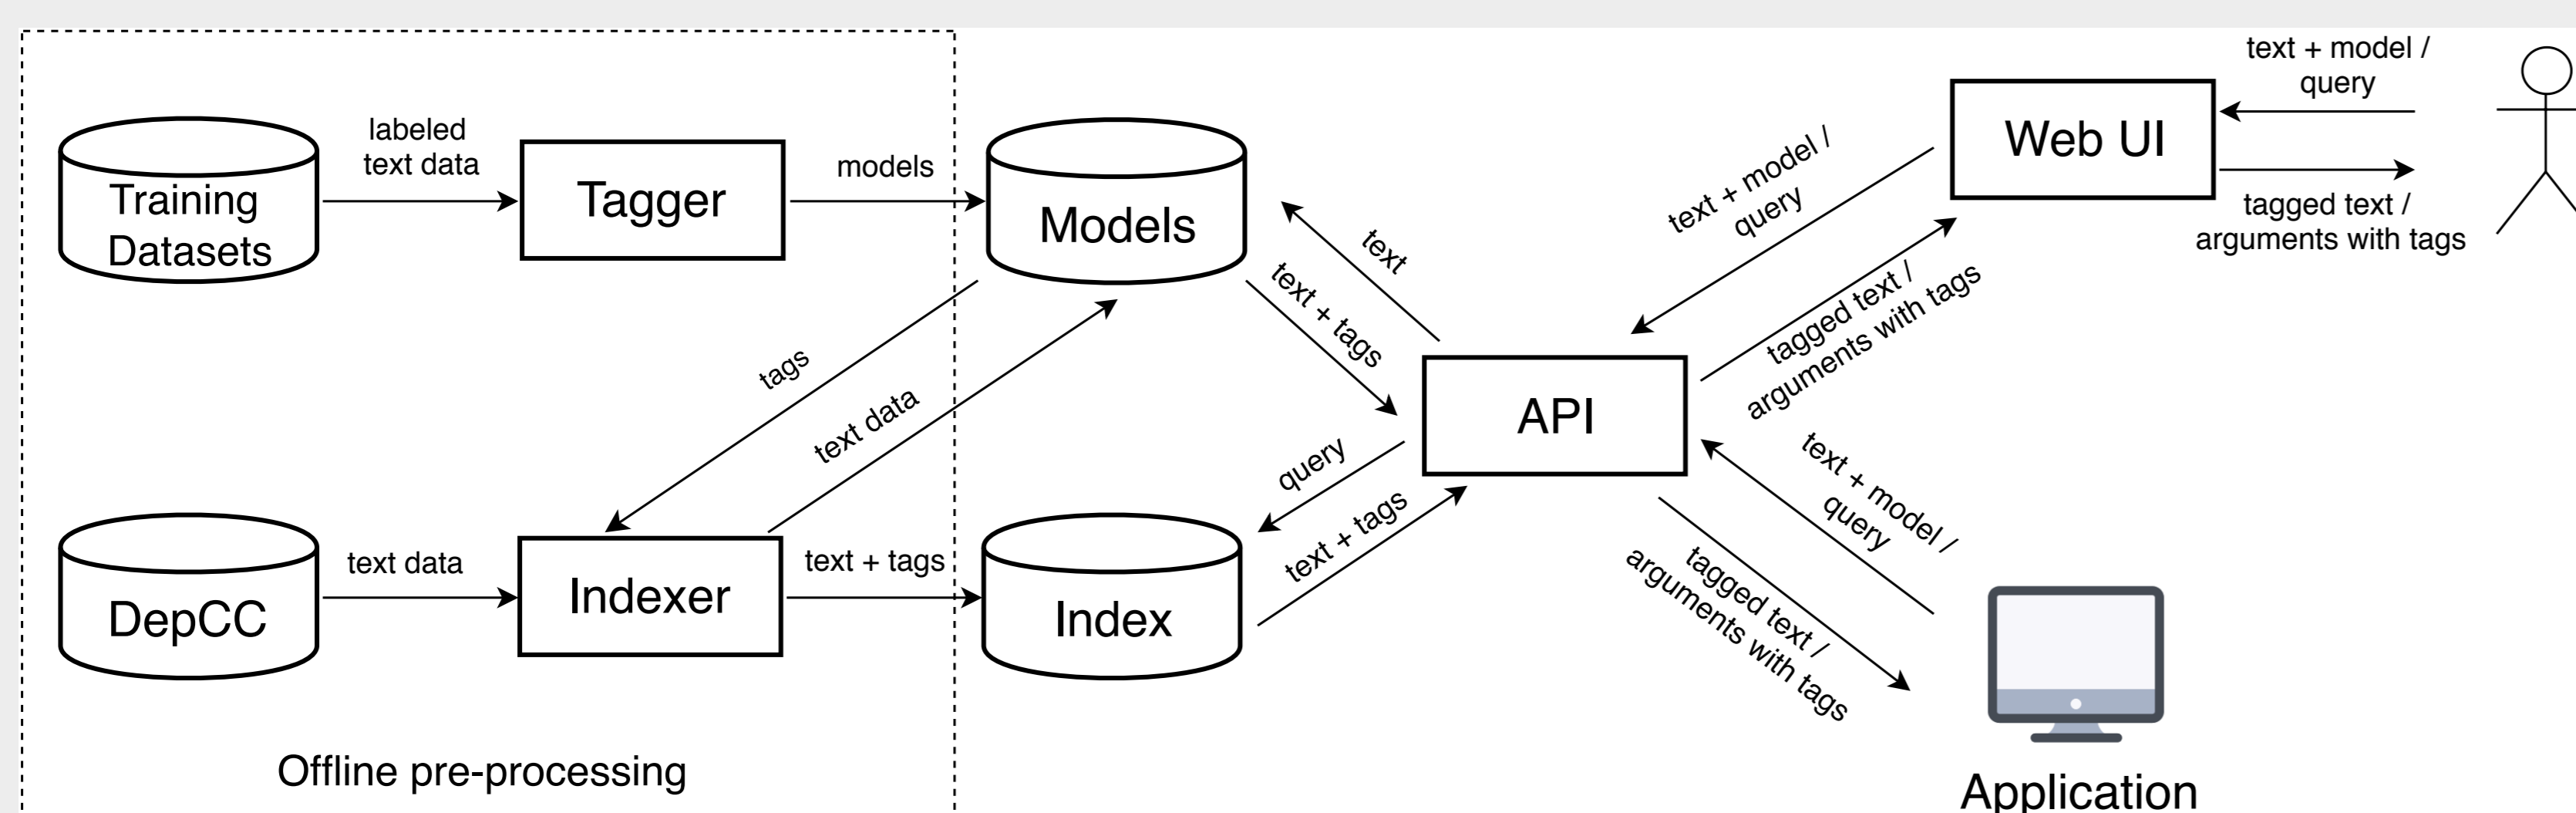 text + model /
query
labeled
text data
models
Training
Datasets
Tagger
Models
Web UI
text + model /
query
text
text + tags
tagged text /
arguments with tags
tagged text /
arguments with tags
tags
text data
API
query
text + tags
text + model /
query
DepCC
text data
Indexer
text + tags
Index
tagged text /
arguments with tags
Offline pre-processing
Application